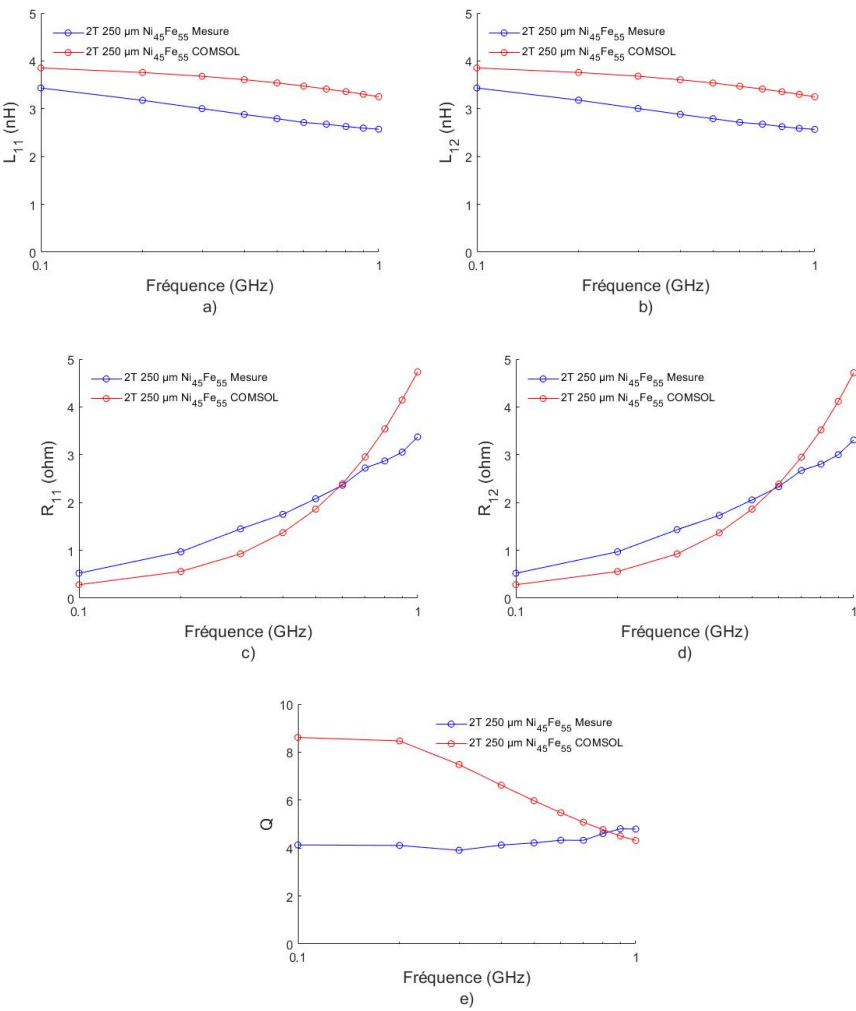 5
4
3
2
1
0
L11 (nH)
2T 250 µm Ni45Fe55 Mesure
2T 250 µm Ni45Fe55 COMSOL
0.1
1
Fréquence (GHz)
a)
5
4
3
2
1
0
L12 (nH)
2T 250 µm Ni45Fe55 Mesure
2T 250 µm Ni45Fe55 COMSOL
0.1
1
Fréquence (GHz)
b)
5
4
3
2
1
0
R11 (ohm)
2T 250 µm Ni45Fe55 Mesure
2T 250 µm Ni45Fe55 COMSOL
0.1
1
Fréquence (GHz)
c)
5
4
3
2
1
0
R12 (ohm)
2T 250 µm Ni45Fe55 Mesure
2T 250 µm Ni45Fe55 COMSOL
0.1
1
Fréquence (GHz)
d)
10
8
6
4
2
0
Q
2T 250 µm Ni45Fe55 Mesure
2T 250 µm Ni45Fe55 COMSOL
0.1
1
Fréquence (GHz)
e)